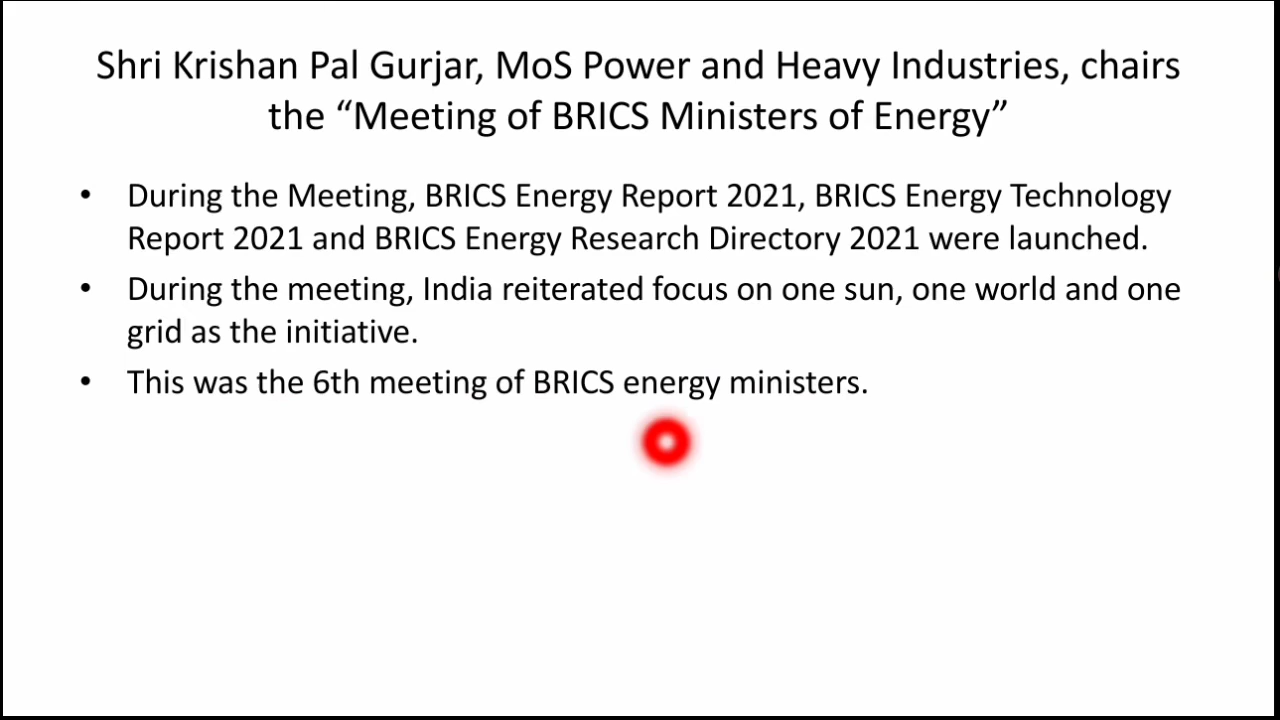 Shri Krishan Pal Gurjar, MoS Power and Heavy Industries, chairs
the “Meeting of BRICS Ministers of Energy”
• During the Meeting, BRICS Energy Report 2021, BRICS Energy Technology
Report 2021 and BRICS Energy Research Directory 2021 were launched.
• During the meeting, India reiterated focus on one sun, one world and one
grid as the initiative.
• This was the 6th meeting of BRICS energy ministers.